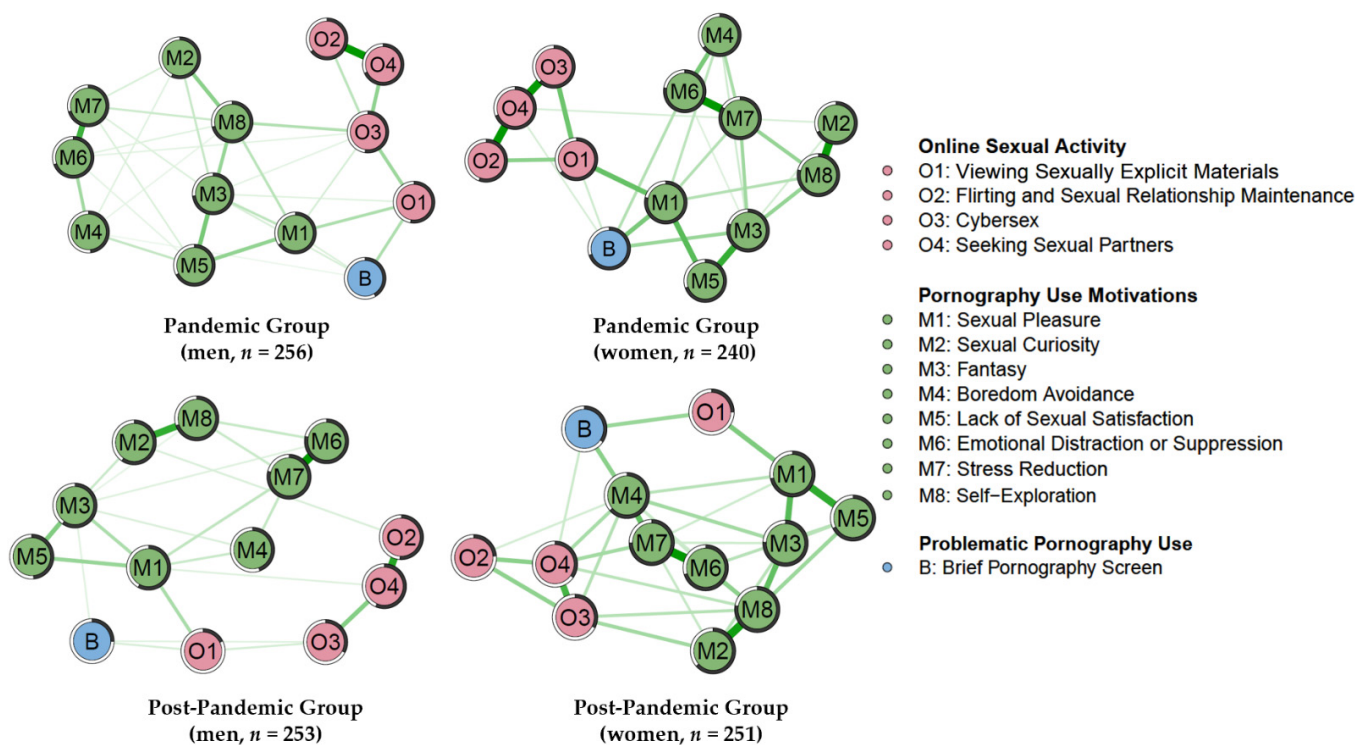 O2
O4
M2
M7
M8
O3
M6
M3
O1
M4
M1
M5
B
Pandemic Group
(men, n = 256)
M4
O3
M6
O4
M7
M2
O2
O1
M8
M1
M3
B
M5
Pandemic Group
(women, n = 240)
M8
M2
M6
M7
M3
O2
M5
M4
M1
O4
B
O1
O3
Post-Pandemic Group
(men, n = 253)
O1
B
M1
M4
M5
M7
M3
O2
O4
M6
M8
O3
M2
Post-Pandemic Group
(women, n = 251)
Online Sexual Activity
O1: Viewing Sexually Explicit Materials
O2: Flirting and Sexual Relationship Maintenance
O3: Cybersex
O4: Seeking Sexual Partners
Pornography Use Motivations
M1: Sexual Pleasure
M2: Sexual Curiosity
M3: Fantasy
M4: Boredom Avoidance
M5: Lack of Sexual Satisfaction
M6: Emotional Distraction or Suppression
M7: Stress Reduction
M8: Self−Exploration
Problematic Pornography Use
B: Brief Pornography Screen